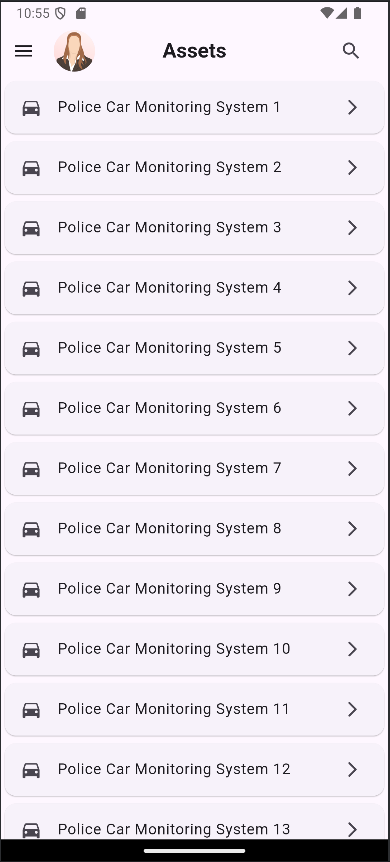 10:55
Assets
Police Car Monitoring System 1
Police Car Monitoring System 2
Police Car Monitoring System 3
Police Car Monitoring System 4
Police Car Monitoring System 5
Police Car Monitoring System 6
Police Car Monitoring System 7
Police Car Monitoring System 8
Police Car Monitoring System 9
Police Car Monitoring System 10
Police Car Monitoring System 11
Police Car Monitoring System 12
Police Car Monitoring System 13